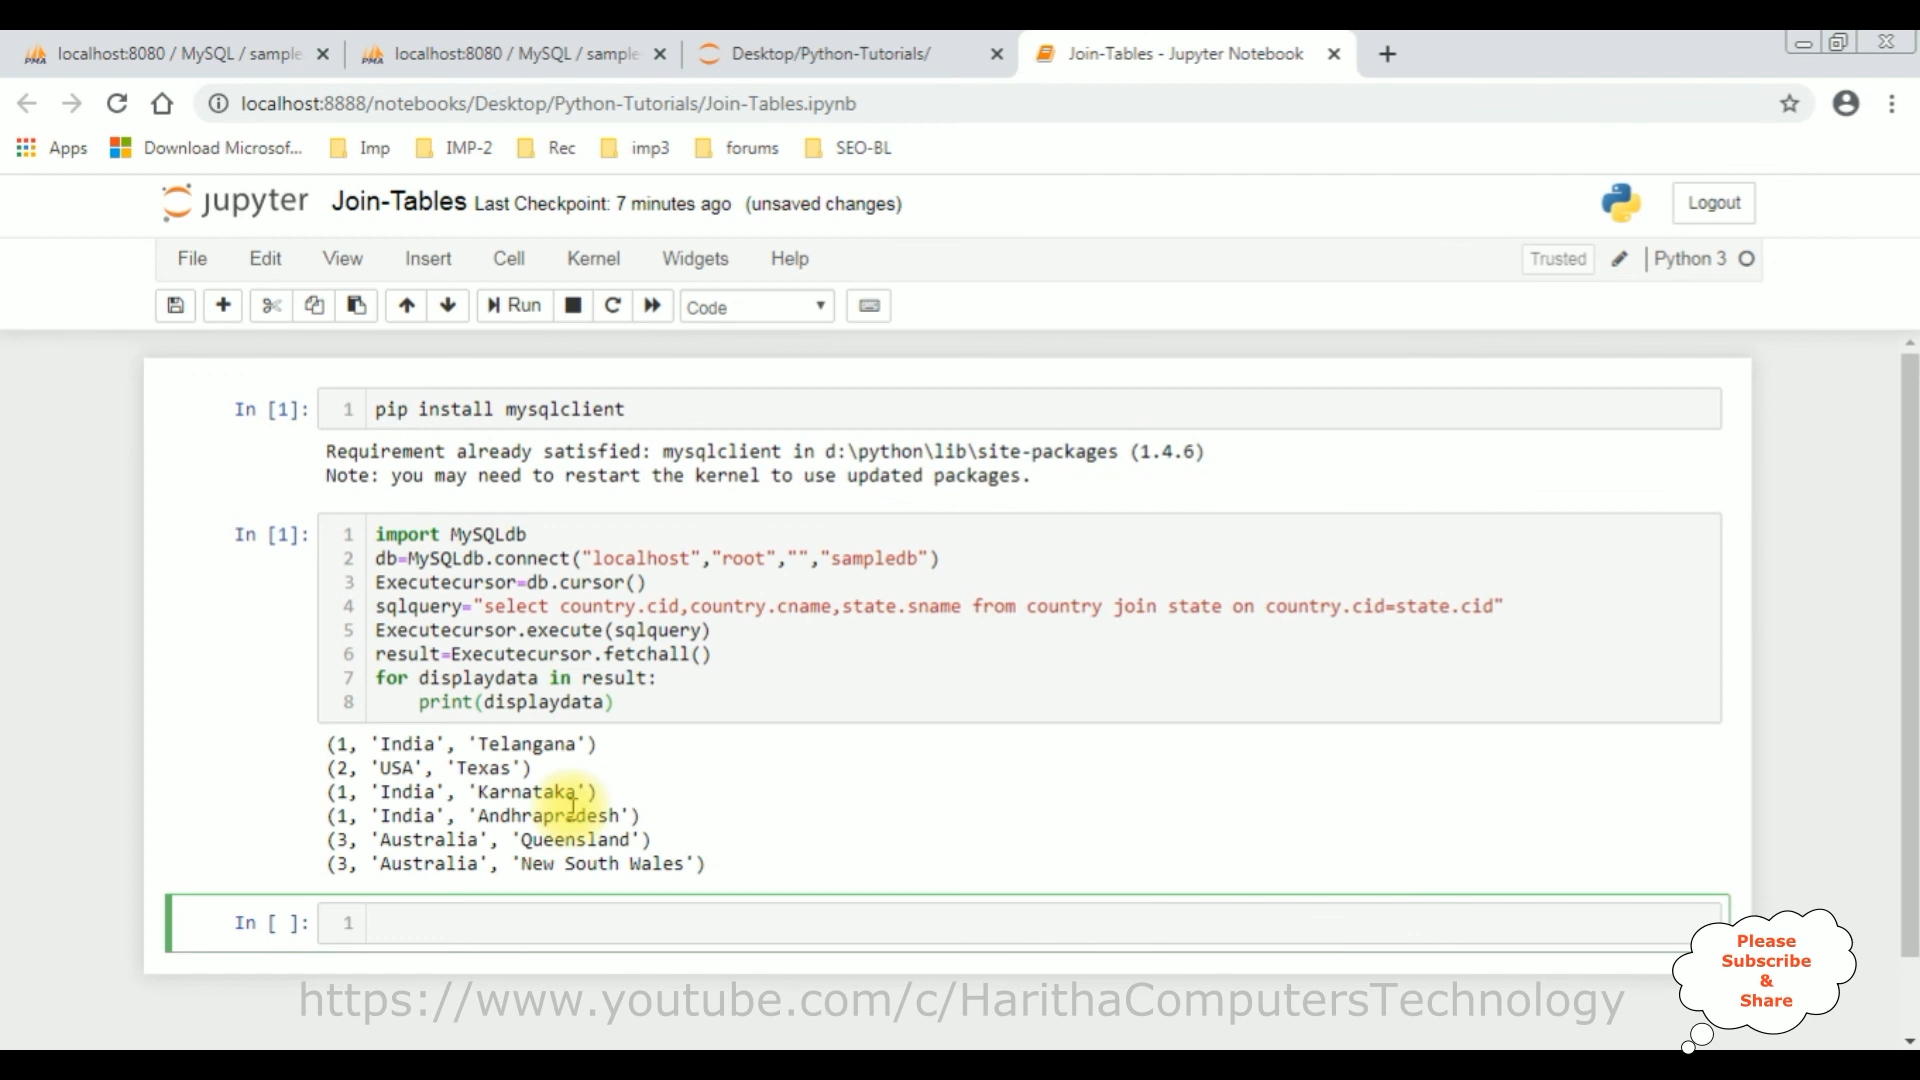 localhost:8080 / MySQL / sample
localhost:8080 / MySQL / sample
Desktop/Python-Tutorials/
Join-Tables - Jupyter Notebook
localhost:8888/notebooks/Desktop/Python-Tutorials/Join-Tables.ipynb
Apps Download Microsof... Imp IMP-2 Rec imp3 forums SEO-BL
jupyter Join-Tables Last Checkpoint: 7 minutes ago (unsaved changes) Logout
File Edit View Insert Cell Kernel Widgets Help Trusted Python 3
Run Code
In [1]: 1 pip install mysqlclient
Requirement already satisfied: mysqlclient in d:\python\lib\site-packages (1.4.6)
Note: you may need to restart the kernel to use updated packages.
In [1]: 1 import MySQLdb
2 db=MySQLdb.connect("localhost","root","","sampledb")
3 Executecursor=db.cursor()
4 sqlquery="select country.cid,country.cname,state.sname from country join state on country.cid=state.cid"
5 Executecursor.execute(sqlquery)
6 result=Executecursor.fetchall()
7 for displaydata in result:
8 print(displaydata)
(1, 'India', 'Telangana')
(2, 'USA', 'Texas')
(1, 'India', 'Karnataka')
(1, 'India', 'Andhrapradesh')
(3, 'Australia', 'Queensland')
(3, 'Australia', 'New South Wales')
In [ ]: 1
Please
Subscribe
&
Share
https://www.youtube.com/c/HarithaComputersTechnology